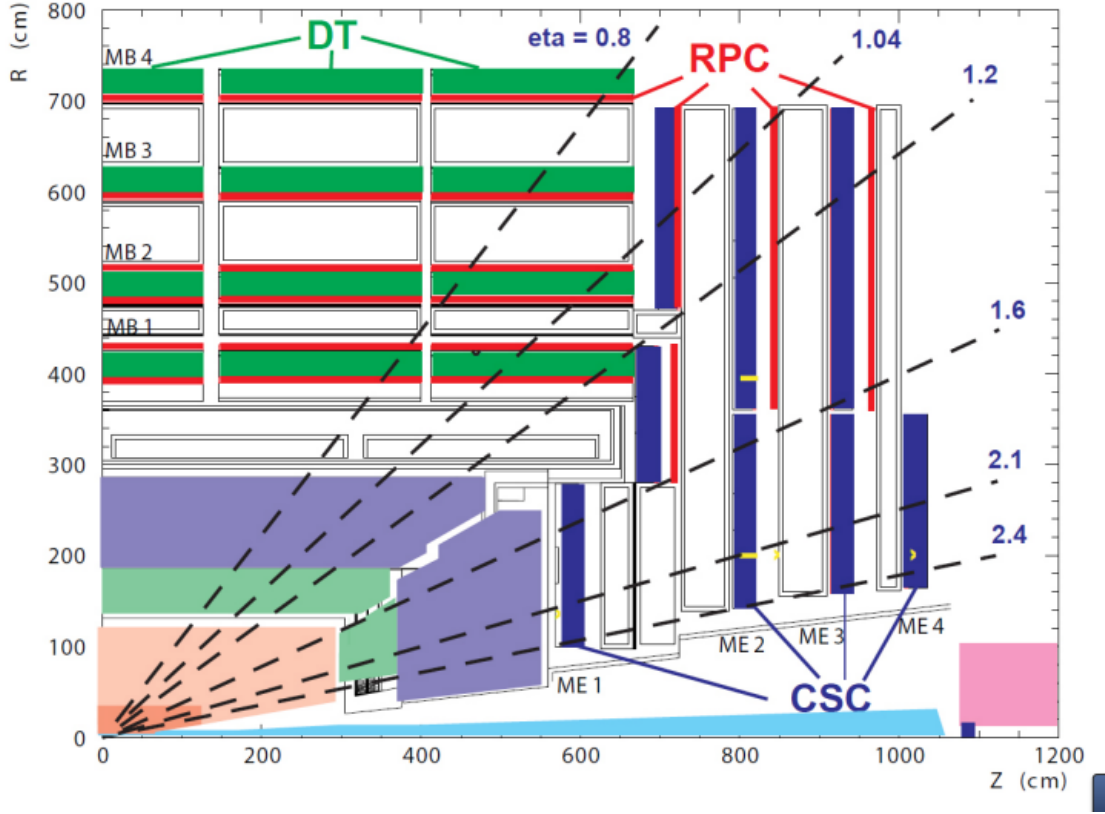 R (cm)
800
700
600
500
400
300
200
100
0
MB 4
MB 3
MB 2
MB 1
DT
eta = 0.8
1.04
RPC
1.2
1.6
2.1
2.4
ME 1
ME 2
ME 3
ME 4
CSC
0
200
400
600
800
1000
1200
Z (cm)